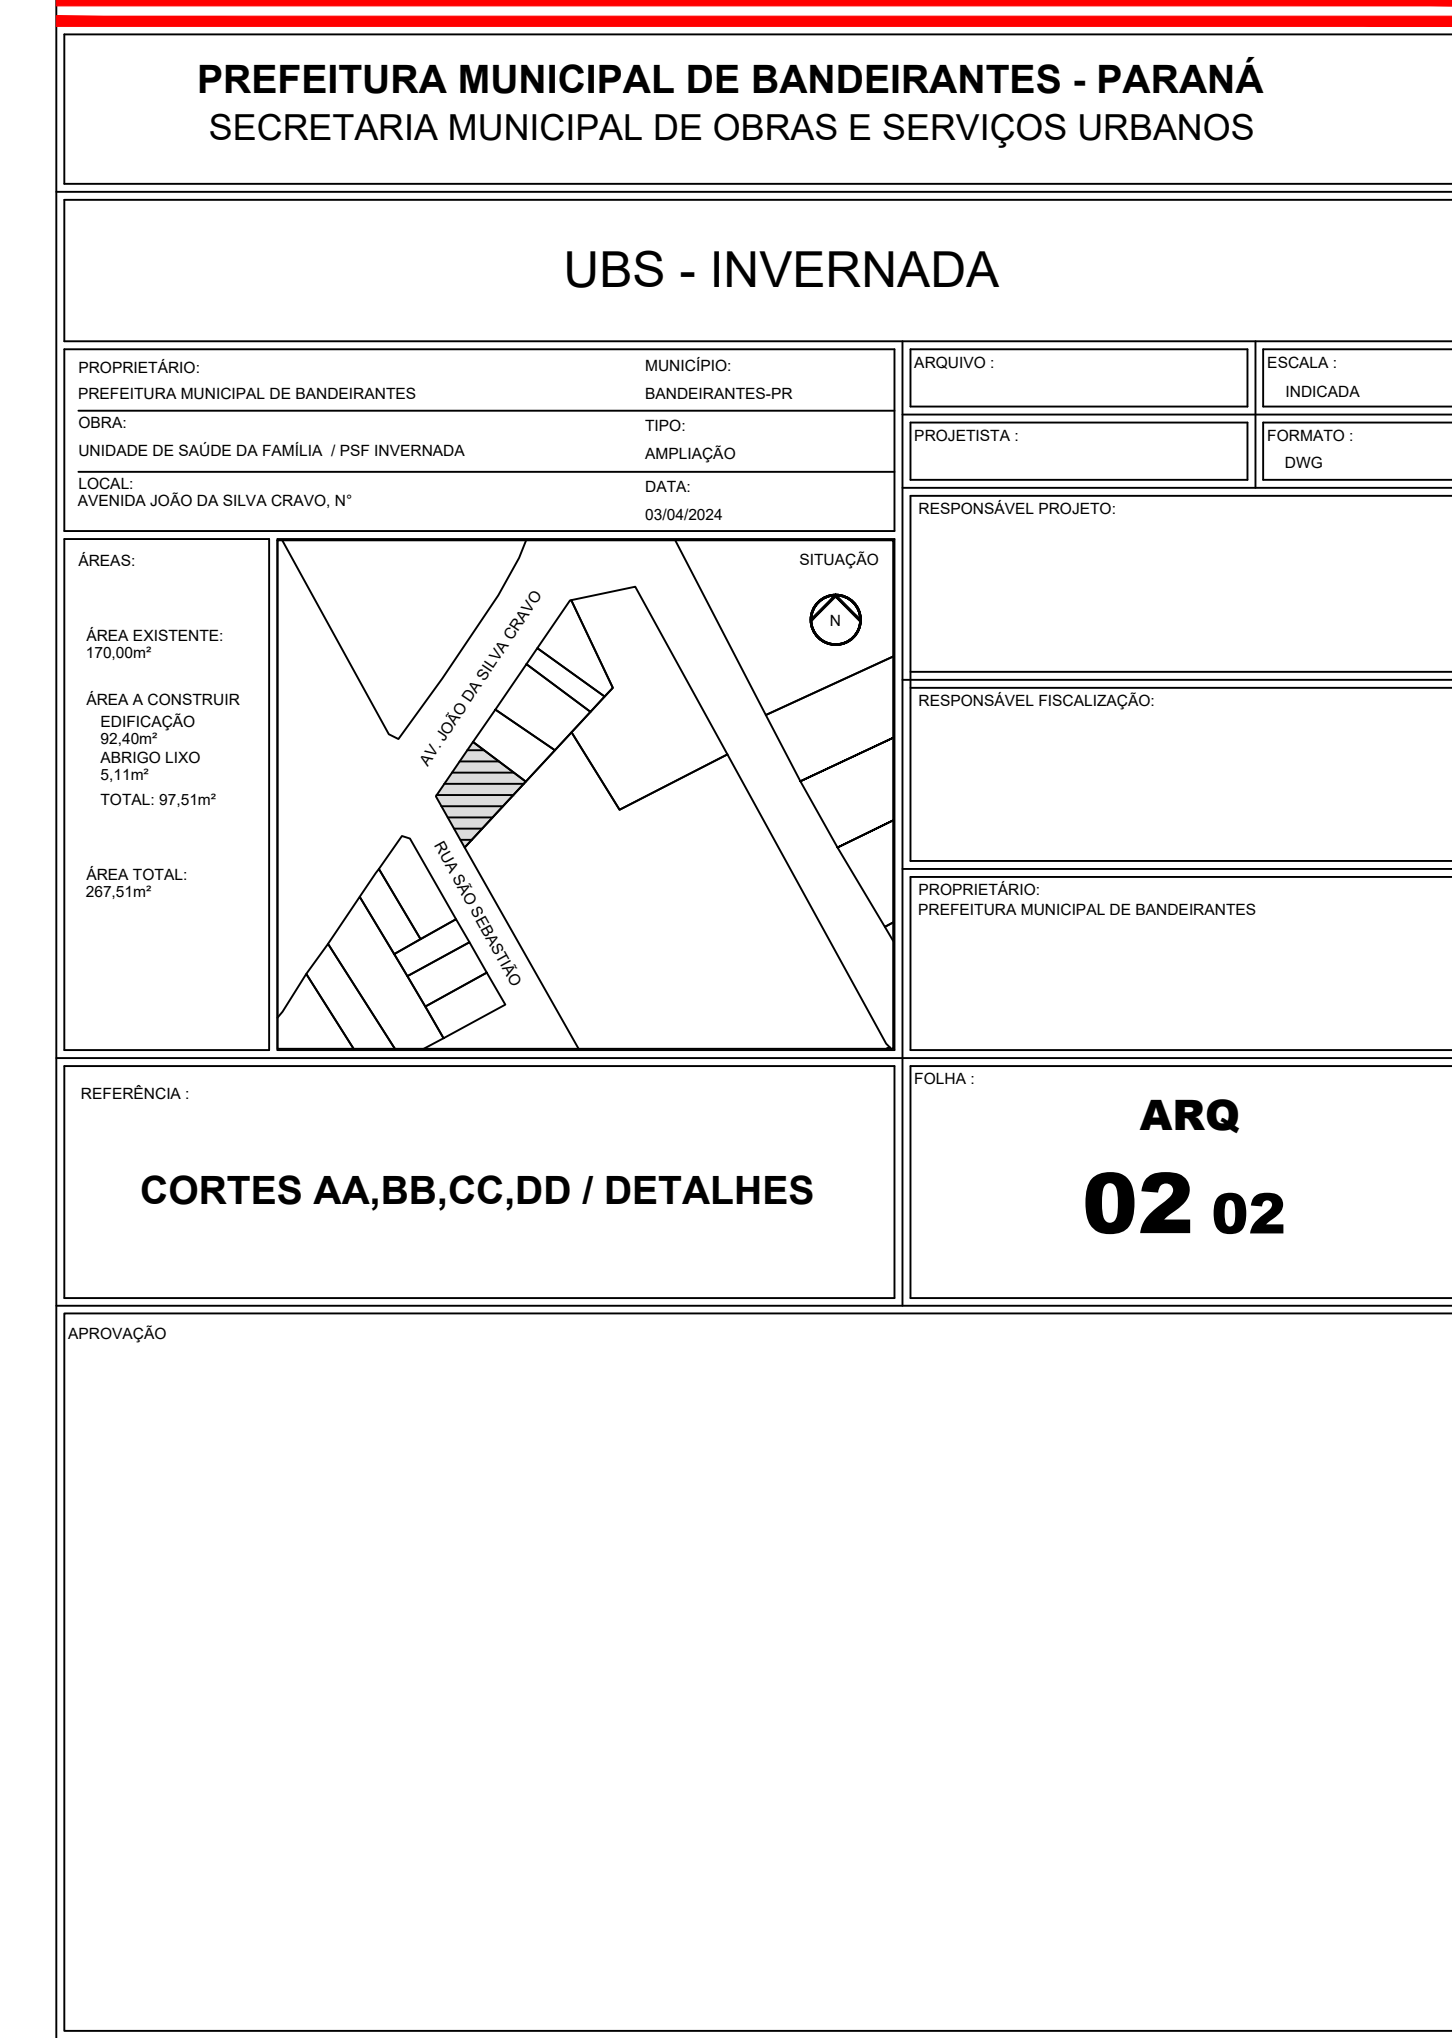 PREFEITURA MUNICIPAL DE BANDEIRANTES - PARANÁ
SECRETARIA MUNICIPAL DE OBRAS E SERVIÇOS URBANOS
UBS - INVERNADA
PROPRIETÁRIO:
PREFEITURA MUNICIPAL DE BANDEIRANTES
MUNICÍPIO:
BANDEIRANTES-PR
OBRA:
UNIDADE DE SAÚDE DA FAMÍLIA / PSF INVERNADA
TIPO:
AMPLIAÇÃO
LOCAL:
AVENIDA JOÃO DA SILVA CRAVO, N°
DATA:
03/04/2024
ARQUIVO :
ESCALA :
INDICADA
PROJETISTA :
FORMATO :
DWG
RESPONSÁVEL PROJETO:
RESPONSÁVEL FISCALIZAÇÃO:
PROPRIETÁRIO:
PREFEITURA MUNICIPAL DE BANDEIRANTES
ÁREAS:
ÁREA EXISTENTE:
170,00m²
ÁREA A CONSTRUIR
EDIFICAÇÃO
92,40m²
ABRIGO LIXO
5,11m²
TOTAL: 97,51m²
ÁREA TOTAL:
267,51m²
SITUAÇÃO
N
AV. JOÃO DA SILVA CRAVO
RUA SÃO SEBASTIÃO
REFERÊNCIA :
CORTES AA,BB,CC,DD / DETALHES
FOLHA :
ARQ
02 02
APROVAÇÃO